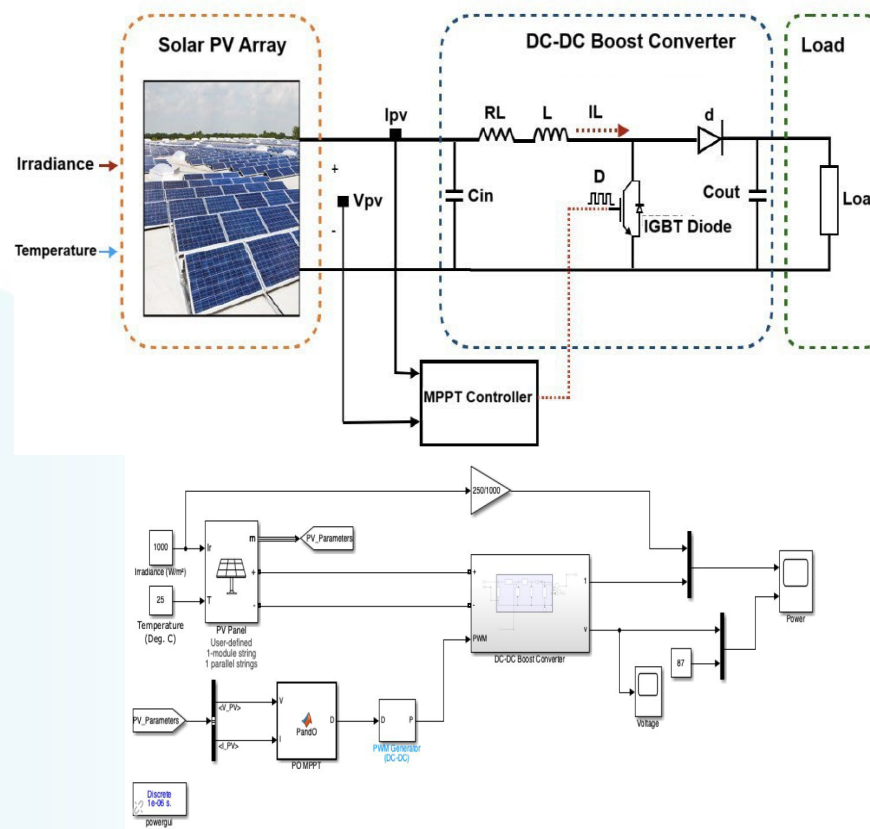 Solar PV Array
DC-DC Boost Converter
Load
Ipv
RL
L
IL
d
Irradiance
+
Vpv
-
Cin
D
Cout
Loa
Temperature
IGBT Diode
MPPT Controller
250/1000
1000
Ir
m
PV_Parameters
Irradiance (W/m²)
+
+
1
25
T
-
-
Power
Temperature
(Deg. C)
PV Panel
User-defined
1-module string
1 parallel strings
PWM
v
DC-DC Boost Converter
87
Voltage
PV_Parameters
<V_PV>
V
PandO
D
D
P
<I_PV>
I
PO MPPT
PWM Generator
(DC-DC)
Discrete
1e-06 s.
powergui